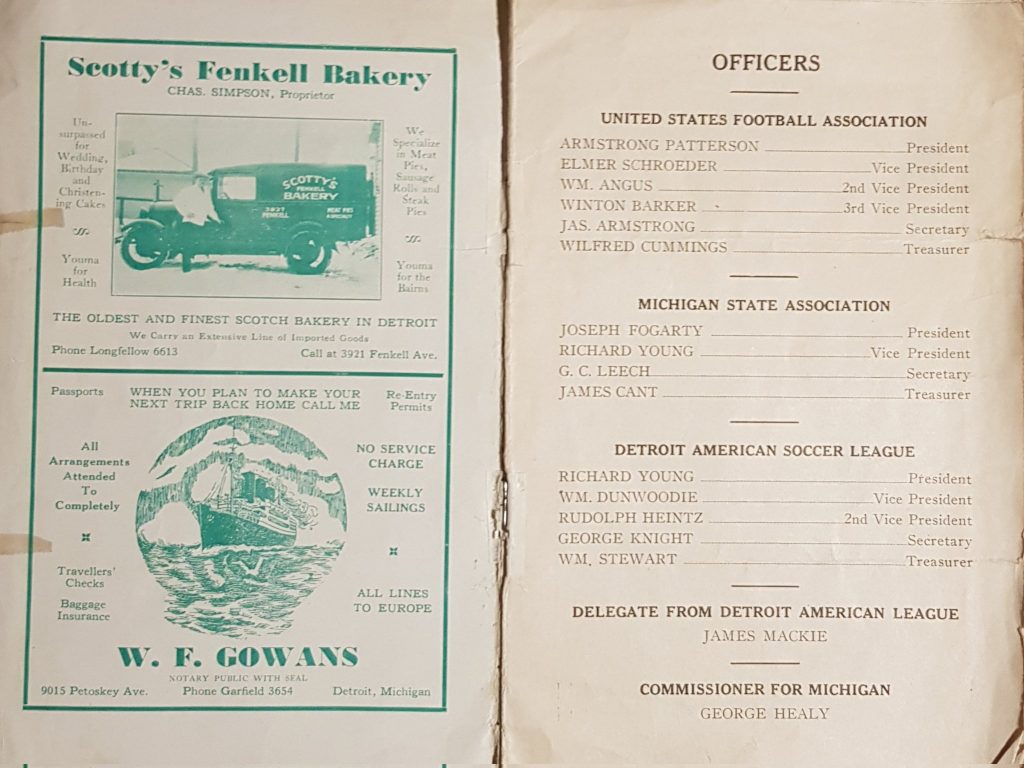 Scotty's Fenkell Bakery
CHAS. SIMPSON, Proprietor
Un-
surpassed
for
Wedding,
Birthday
and
Christen-
ing Cakes
Youma
for
Health
SCOTTY'S
FENKELL
BAKERY
3921
FENKELL
MEAT PIES
A SPECIALTY
We
Specialize
in Meat
Pies,
Sausage
Rolls and
Steak
Pies
Youma
for the
Bairns
THE OLDEST AND FINEST SCOTCH BAKERY IN DETROIT
We Carry an Extensive Line of Imported Goods
Phone Longfellow 6613 Call at 3921 Fenkell Ave.
Passports
WHEN YOU PLAN TO MAKE YOUR
NEXT TRIP BACK HOME CALL ME
Re-Entry
Permits
All
Arrangements
Attended
To
Completely
Travellers'
Checks
Baggage
Insurance
NO SERVICE
CHARGE
WEEKLY
SAILINGS
ALL LINES
TO EUROPE
W. F. GOWANS
NOTARY PUBLIC WITH SEAL
9015 Petoskey Ave. Phone Garfield 3654 Detroit, Michigan
OFFICERS
UNITED STATES FOOTBALL ASSOCIATION
ARMSTRONG PATTERSON President
ELMER SCHROEDER Vice President
WM. ANGUS 2nd Vice President
WINTON BARKER 3rd Vice President
JAS. ARMSTRONG Secretary
WILFRED CUMMINGS Treasurer
MICHIGAN STATE ASSOCIATION
JOSEPH FOGARTY President
RICHARD YOUNG Vice President
G. C. LEECH Secretary
JAMES CANT Treasurer
DETROIT AMERICAN SOCCER LEAGUE
RICHARD YOUNG President
WM. DUNWOODIE Vice President
RUDOLPH HEINTZ 2nd Vice President
GEORGE KNIGHT Secretary
WM. STEWART Treasurer
DELEGATE FROM DETROIT AMERICAN LEAGUE
JAMES MACKIE
COMMISSIONER FOR MICHIGAN
GEORGE HEALY